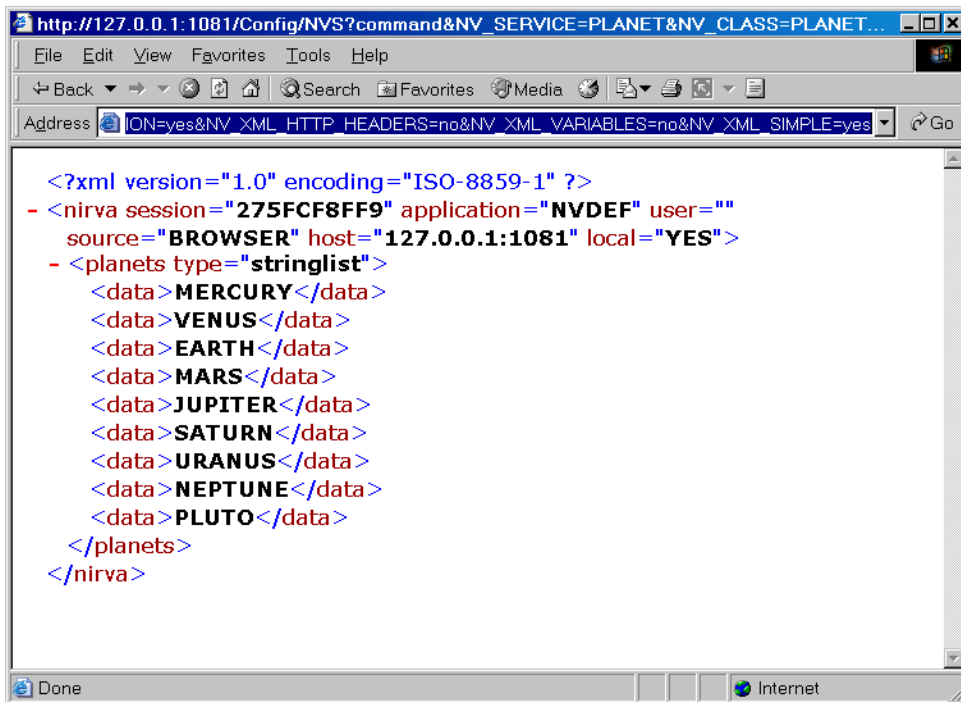 http://127.0.0.1:1081/Config/NVS?command&NV_SERVICE=PLANET&NV_CLASS=PLANET...
File Edit View Favorites Tools Help
Back Search Favorites Media
Address ION=yes&NV_XML_HTTP_HEADERS=no&NV_XML_VARIABLES=no&NV_XML_SIMPLE=yes Go
<?xml version="1.0" encoding="ISO-8859-1" ?>
- <nirva session="275FCF8FF9" application="NVDEF" user=""
source="BROWSER" host="127.0.0.1:1081" local="YES">
- <planets type="stringlist">
<data>MERCURY</data>
<data>VENUS</data>
<data>EARTH</data>
<data>MARS</data>
<data>JUPITER</data>
<data>SATURN</data>
<data>URANUS</data>
<data>NEPTUNE</data>
<data>PLUTO</data>
</planets>
</nirva>
Done Internet